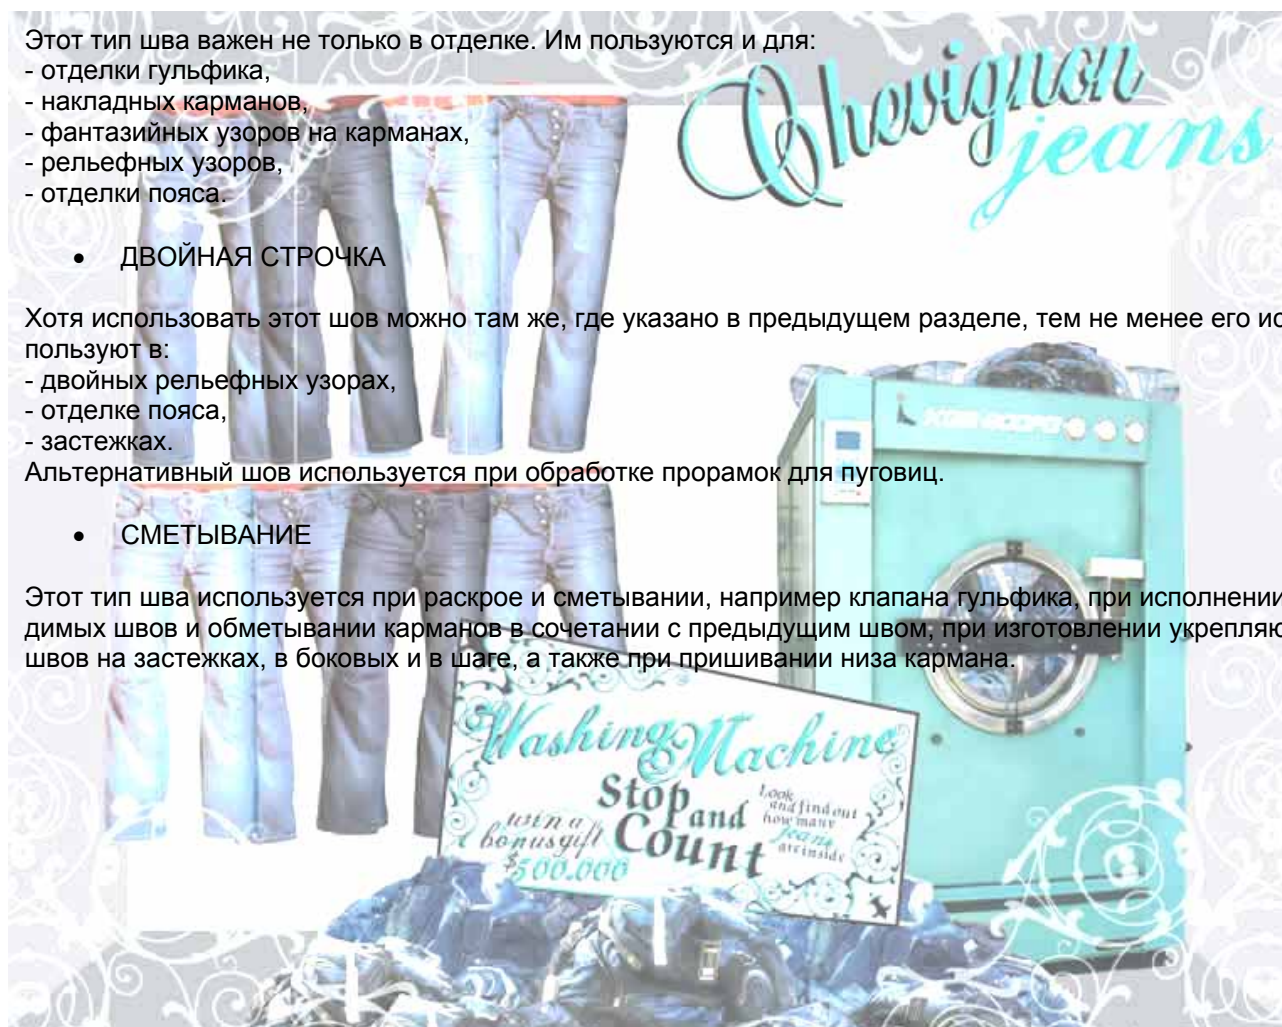 Этот тип шва важен не только в отделке. Им пользуются и для:
- отделки гульфика,
- накладных карманов,
- фантазийных узоров на карманах,
- рельефных узоров,
- отделки пояса.
Chevignon
jeans
• ДВОЙНАЯ СТРОЧКА
Хотя использовать этот шов можно там же, где указано в предыдущем разделе, тем не менее его ис
пользуют в:
- двойных рельефных узорах,
- отделке пояса,
- застежках.
Альтернативный шов используется при обработке прорамок для пуговиц.
• СМЕТЫВАНИЕ
Этот тип шва используется при раскрое и сметывании, например клапана гульфика, при исполнении
димых швов и обметывании карманов в сочетании с предыдущим швом, при изготовлении укрепляю
швов на застежках, в боковых и в шаге, а также при пришивании низа кармана.
Washing Machine
Stop and Count
Look
and find out
how many
jeans
are inside
win a
bonus gift
$500.000